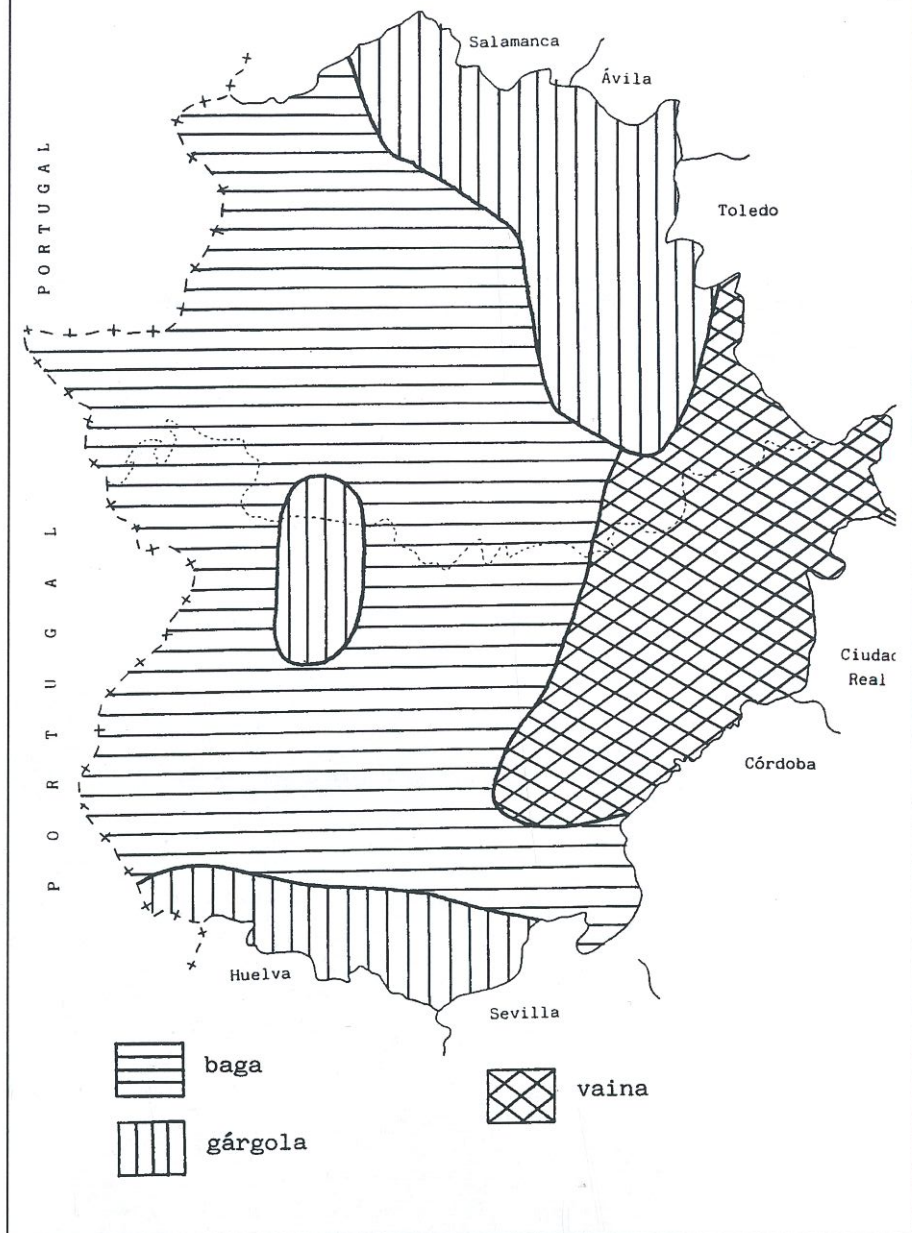 Salamanca
Ávila
PORTUGAL
Toledo
PORTUGAL
Ciudad
Real
Córdoba
Huelva
Sevilla
baga
vaina
gárgola